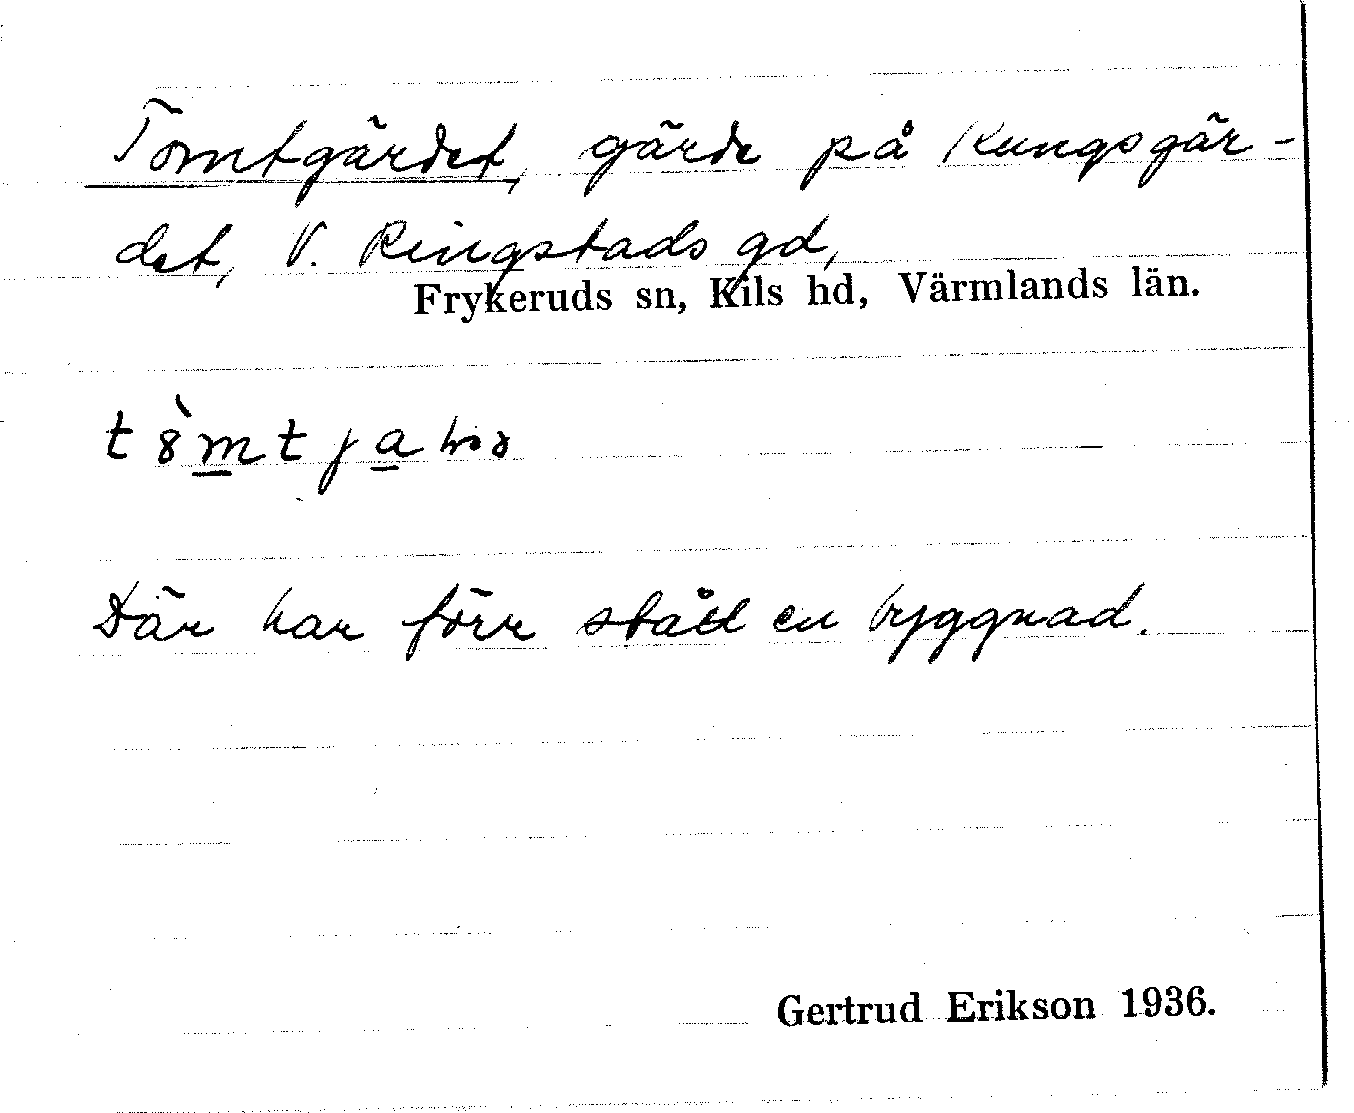 Tomtgärdet, gärde på Kungsgär-
det, V. Ringstads gd,
Frykeruds sn, Kils hd, Värmlands län.
Där har förr stått en byggnad.
Gertrud Erikson 1936.